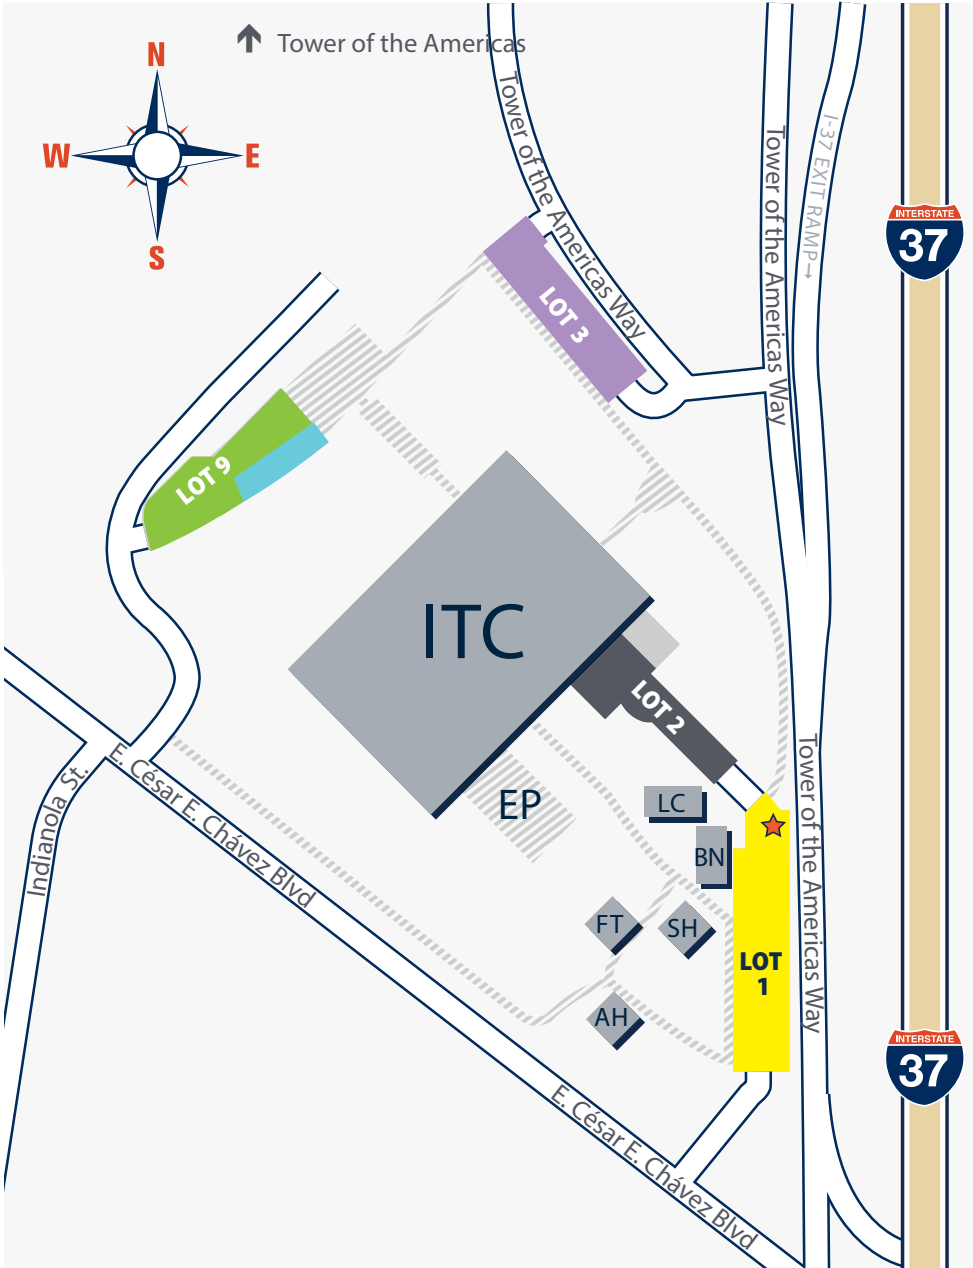 Tower of the Americas
N
W
E
S
Tower of the Americas Way
Tower of the Americas Way
I-37 EXIT RAMP→
INTERSTATE
37
LOT 3
LOT 9
ITC
LOT 2
EP
LC
BN
FT
SH
AH
LOT
1
Tower of the Americas Way
Indianola St.
E. César E. Chávez Blvd
E. César E. Chávez Blvd
INTERSTATE
37